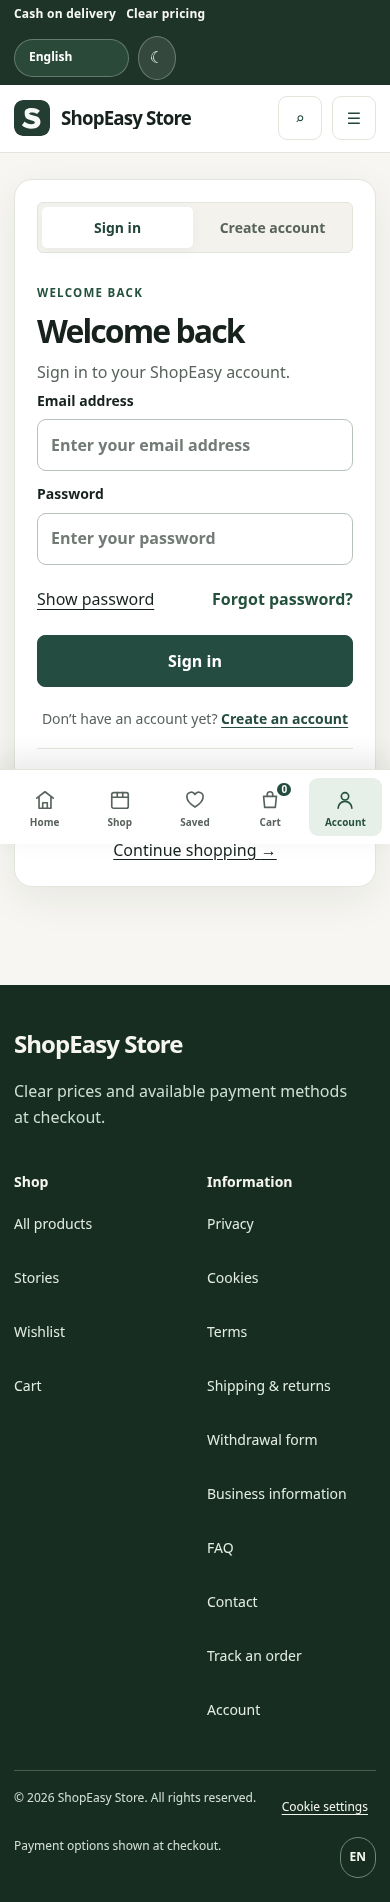 Cash on delivery Clear pricing
English
S ShopEasy Store
Sign in Create account
WELCOME BACK
Welcome back
Sign in to your ShopEasy account.
Email address
Enter your email address
Password
Enter your password
Show password Forgot password?
Sign in
Don’t have an account yet? Create an account
Home Shop Saved 0 Cart Account
Continue shopping →
ShopEasy Store
Clear prices and available payment methods
at checkout.
Shop
All products
Stories
Wishlist
Cart
Information
Privacy
Cookies
Terms
Shipping & returns
Withdrawal form
Business information
FAQ
Contact
Track an order
Account
© 2026 ShopEasy Store. All rights reserved.
Cookie settings
Payment options shown at checkout.
EN